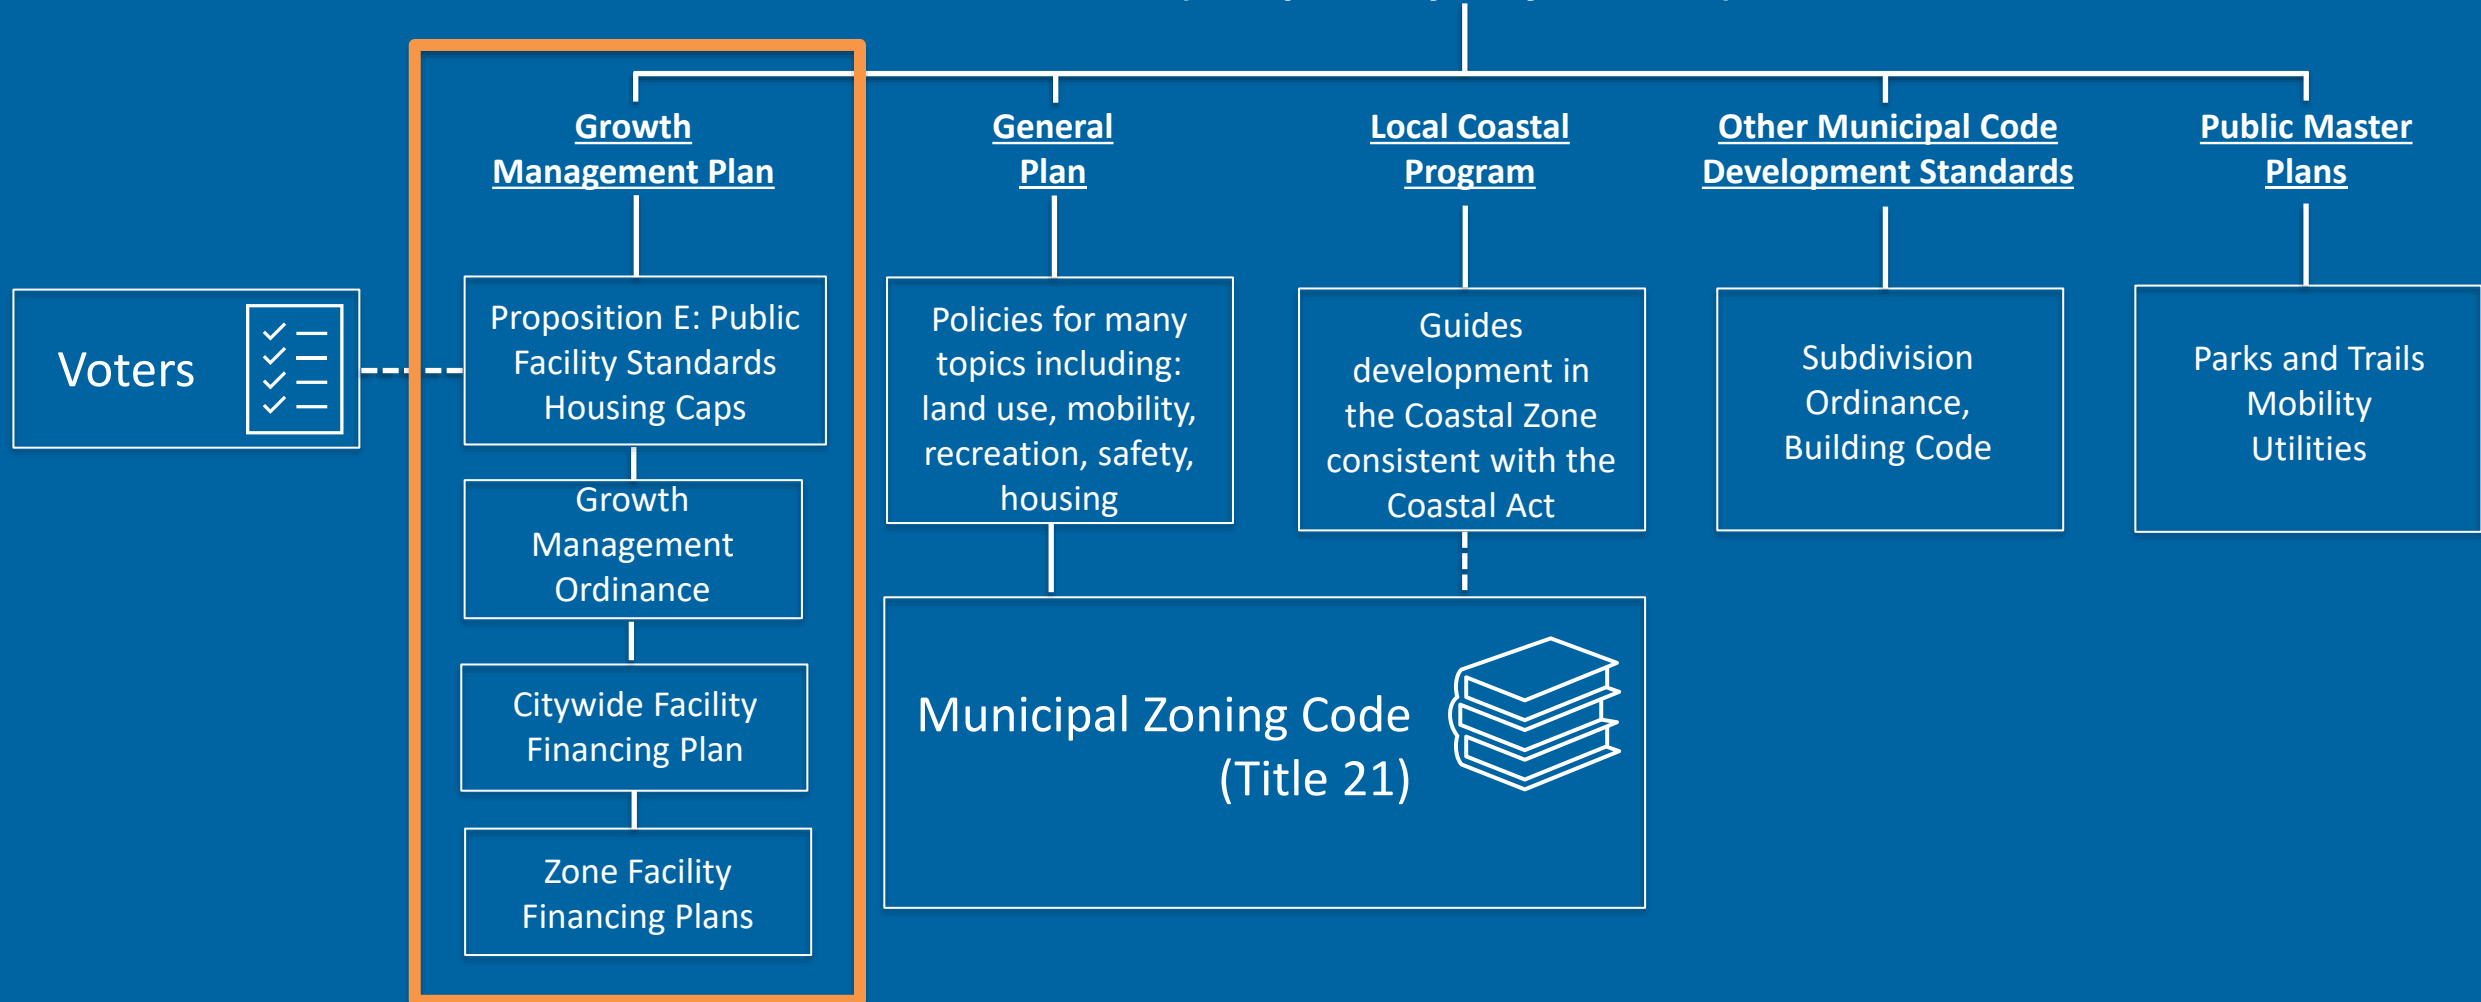 Growth
Management Plan
General
Plan
Local Coastal
Program
Other Municipal Code
Development Standards
Public Master
Plans
Voters
Proposition E: Public
Facility Standards
Housing Caps
Policies for many
topics including:
land use, mobility,
recreation, safety,
housing
Guides
development in
the Coastal Zone
consistent with the
Coastal Act
Subdivision
Ordinance,
Building Code
Parks and Trails
Mobility
Utilities
Growth
Management
Ordinance
Citywide Facility
Financing Plan
Zone Facility
Financing Plans
Municipal Zoning Code
(Title 21)